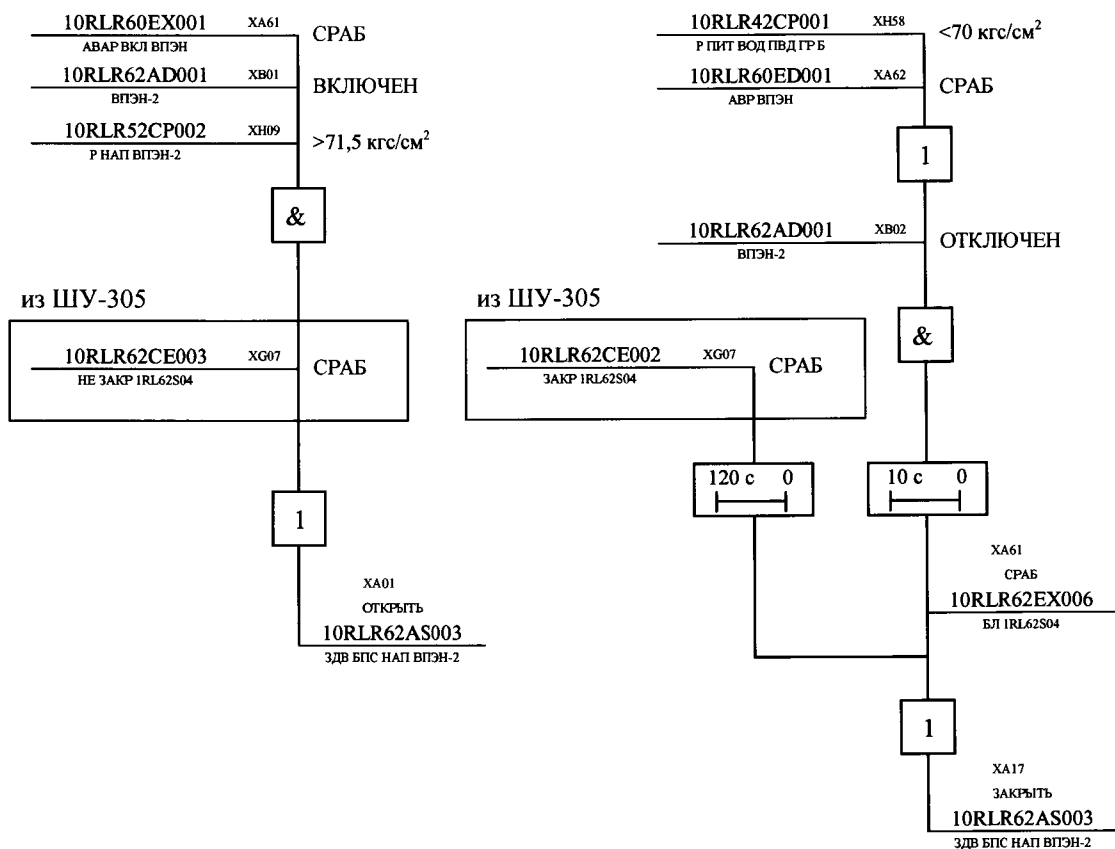 10RLR60EX001 XA61 СРАБ
АВАР ВКЛ ВПЭН
10RLR62AD001 XB01 ВКЛЮЧЕН
ВПЭН-2
10RLR52CP002 XH09 >71,5 кгс/см²
Р НАП ВПЭН-2
&
из ШУ-305
10RLR62CE003 XG07 СРАБ
НЕ ЗАКР 1RL62S04
1
XA01
ОТКРЫТЬ
10RLR62AS003
ЗДВ БПС НАП ВПЭН-2
10RLR42CP001 XH58 <70 кгс/см²
Р ПИТ ВОД ПВД ГР Б
10RLR60ED001 XA62 СРАБ
АВР ВПЭН
1
10RLR62AD001 XB02 ОТКЛЮЧЕН
ВПЭН-2
&
из ШУ-305
10RLR62CE002 XG07 СРАБ
ЗАКР 1RL62S04
120 с 0
10 с 0
XA61
СРАБ
10RLR62EX006
БЛ 1RL62S04
1
XA17
ЗАКРЫТЬ
10RLR62AS003
ЗДВ БПС НАП ВПЭН-2